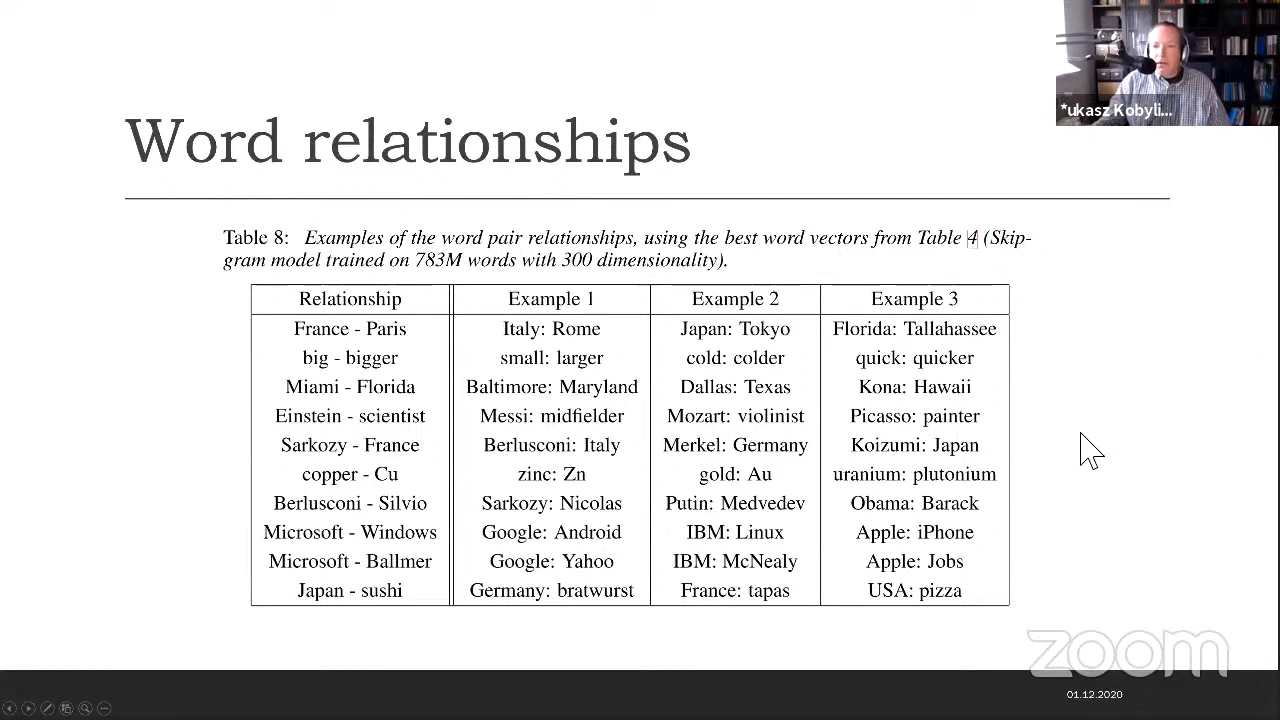 *ukasz Kobyli...
Word relationships
Table 8: Examples of the word pair relationships, using the best word vectors from Table 4 (Skip-
gram model trained on 783M words with 300 dimensionality).
Relationship Example 1 Example 2 Example 3
France - Paris Italy: Rome Japan: Tokyo Florida: Tallahassee
big - bigger small: larger cold: colder quick: quicker
Miami - Florida Baltimore: Maryland Dallas: Texas Kona: Hawaii
Einstein - scientist Messi: midfielder Mozart: violinist Picasso: painter
Sarkozy - France Berlusconi: Italy Merkel: Germany Koizumi: Japan
copper - Cu zinc: Zn gold: Au uranium: plutonium
Berlusconi - Silvio Sarkozy: Nicolas Putin: Medvedev Obama: Barack
Microsoft - Windows Google: Android IBM: Linux Apple: iPhone
Microsoft - Ballmer Google: Yahoo IBM: McNealy Apple: Jobs
Japan - sushi Germany: bratwurst France: tapas USA: pizza
zoom
01.12.2020